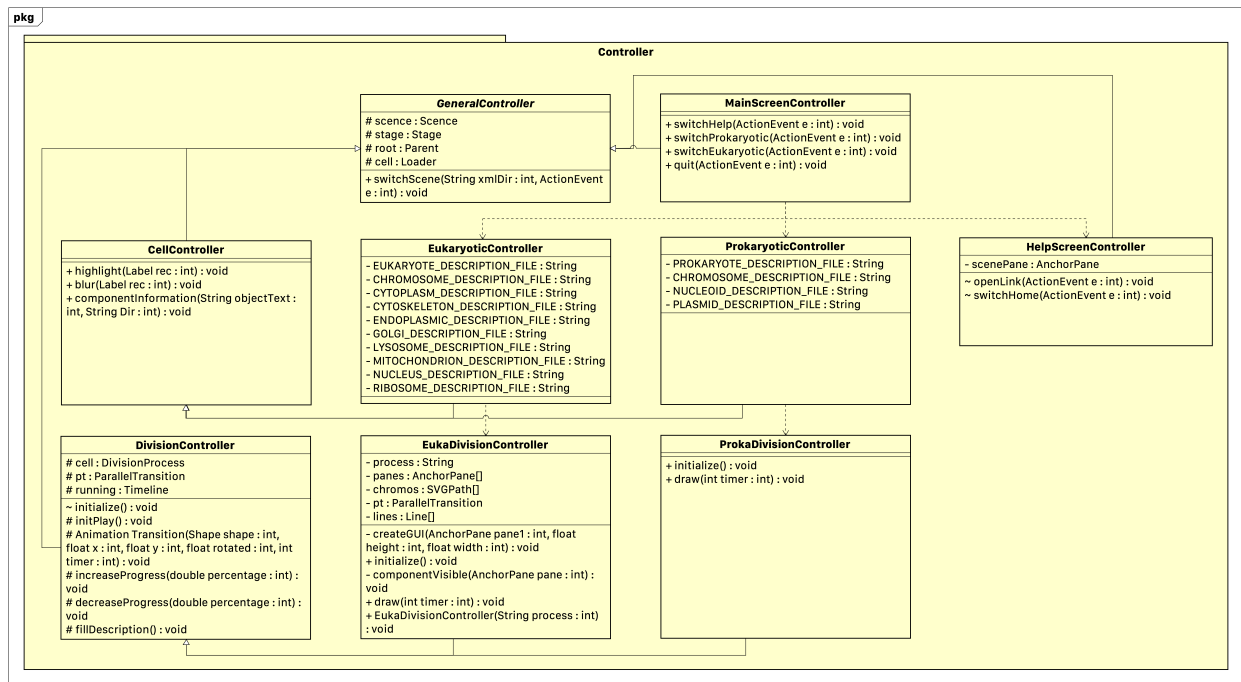 pkg
Controller
GeneralController
# scence : Scence
# stage : Stage
# root : Parent
# cell : Loader
+ switchScene(String xmlDir : int, ActionEvent
e : int) : void
MainScreenController
+ switchHelp(ActionEvent e : int) : void
+ switchProkaryotic(ActionEvent e : int) : void
+ switchEukaryotic(ActionEvent e : int) : void
+ quit(ActionEvent e : int) : void
CellController
+ highlight(Label rec : int) : void
+ blur(Label rec : int) : void
+ componentInformation(String objectText :
int, String Dir : int) : void
EukaryoticController
- EUKARYOTE_DESCRIPTION_FILE : String
- CHROMOSOME_DESCRIPTION_FILE : String
- CYTOPLASM_DESCRIPTION_FILE : String
- CYTOSKELETON_DESCRIPTION_FILE : String
- ENDOPLASMIC_DESCRIPTION_FILE : String
- GOLGI_DESCRIPTION_FILE : String
- LYSOSOME_DESCRIPTION_FILE : String
- MITOCHONDRION_DESCRIPTION_FILE : String
- NUCLEUS_DESCRIPTION_FILE : String
- RIBOSOME_DESCRIPTION_FILE : String
ProkaryoticController
- PROKARYOTE_DESCRIPTION_FILE : String
- CHROMOSOME_DESCRIPTION_FILE : String
- NUCLEOID_DESCRIPTION_FILE : String
- PLASMID_DESCRIPTION_FILE : String
HelpScreenController
- scenePane : AnchorPane
~ openLink(ActionEvent e : int) : void
~ switchHome(ActionEvent e : int) : void
DivisionController
# cell : DivisionProcess
# pt : ParallelTransition
# running : Timeline
~ initialize() : void
# initPlay() : void
# Animation Transition(Shape shape : int,
float x : int, float y : int, float rotated : int, int
timer : int) : void
# increaseProgress(double percentage : int) :
void
# decreaseProgress(double percentage : int) :
void
# fillDescription() : void
EukaDivisionController
- process : String
- panes : AnchorPane[]
- chromos : SVGPath[]
- pt : ParallelTransition
- lines : Line[]
- createGUI(AnchorPane pane1 : int, float
height : int, float width : int) : void
+ initialize() : void
- componentVisible(AnchorPane pane : int) :
void
+ draw(int timer : int) : void
+ EukaDivisionController(String process : int)
: void
ProkaDivisionController
+ initialize() : void
+ draw(int timer : int) : void